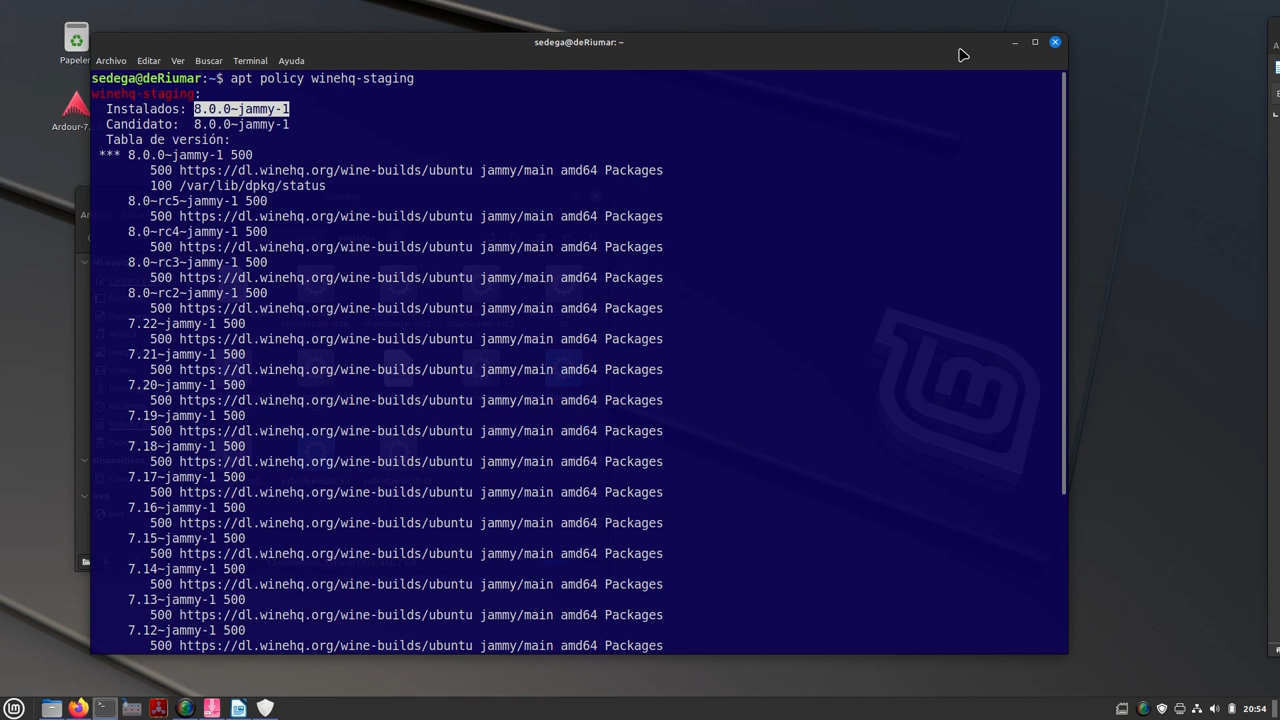 sedega@deRiumar: ~
Archivo Editar Ver Buscar Terminal Ayuda
Papeler
Ardour-7.
sedega@deRiumar:~$ apt policy winehq-staging
winehq-staging:
Instalados: 8.0.0~jammy-1
Candidato: 8.0.0~jammy-1
Tabla de versión:
*** 8.0.0~jammy-1 500
500 https://dl.winehq.org/wine-builds/ubuntu jammy/main amd64 Packages
100 /var/lib/dpkg/status
8.0~rc5~jammy-1 500
500 https://dl.winehq.org/wine-builds/ubuntu jammy/main amd64 Packages
8.0~rc4~jammy-1 500
500 https://dl.winehq.org/wine-builds/ubuntu jammy/main amd64 Packages
8.0~rc3~jammy-1 500
500 https://dl.winehq.org/wine-builds/ubuntu jammy/main amd64 Packages
8.0~rc2~jammy-1 500
500 https://dl.winehq.org/wine-builds/ubuntu jammy/main amd64 Packages
7.22~jammy-1 500
500 https://dl.winehq.org/wine-builds/ubuntu jammy/main amd64 Packages
7.21~jammy-1 500
500 https://dl.winehq.org/wine-builds/ubuntu jammy/main amd64 Packages
7.20~jammy-1 500
500 https://dl.winehq.org/wine-builds/ubuntu jammy/main amd64 Packages
7.19~jammy-1 500
500 https://dl.winehq.org/wine-builds/ubuntu jammy/main amd64 Packages
7.18~jammy-1 500
500 https://dl.winehq.org/wine-builds/ubuntu jammy/main amd64 Packages
7.17~jammy-1 500
500 https://dl.winehq.org/wine-builds/ubuntu jammy/main amd64 Packages
7.16~jammy-1 500
500 https://dl.winehq.org/wine-builds/ubuntu jammy/main amd64 Packages
7.15~jammy-1 500
500 https://dl.winehq.org/wine-builds/ubuntu jammy/main amd64 Packages
7.14~jammy-1 500
500 https://dl.winehq.org/wine-builds/ubuntu jammy/main amd64 Packages
7.13~jammy-1 500
500 https://dl.winehq.org/wine-builds/ubuntu jammy/main amd64 Packages
7.12~jammy-1 500
500 https://dl.winehq.org/wine-builds/ubuntu jammy/main amd64 Packages
20:54